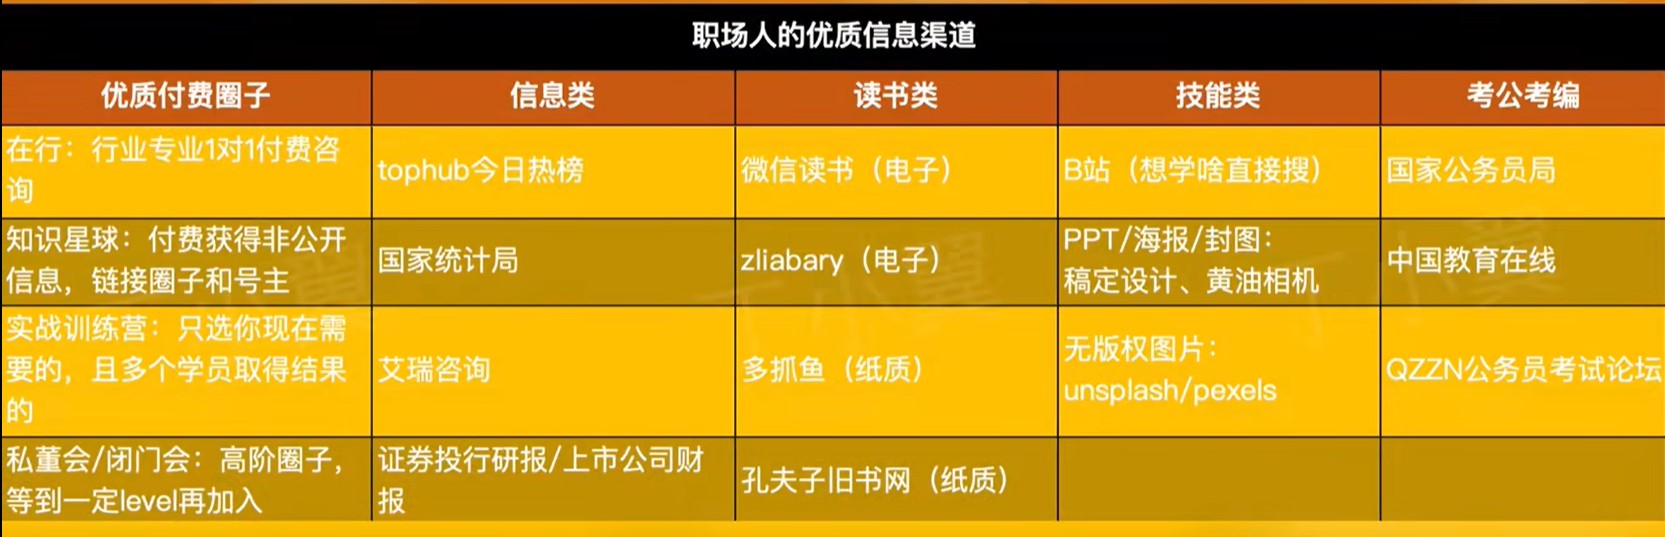 职场人的优质信息渠道
优质付费圈子
信息类
读书类
技能类
考公考编
在行：行业专业1对1付费咨
询
tophub今日热榜
微信读书（电子）
B站（想学啥直接搜）
国家公务员局
知识星球：付费获得非公开
信息，链接圈子和号主
国家统计局
zliabary（电子）
PPT/海报/封图：
稿定设计、黄油相机
中国教育在线
实战训练营：只选你现在需
要的，且多个学员取得结果
的
艾瑞咨询
多抓鱼（纸质）
无版权图片：
unsplash/pexels
QZZN公务员考试论坛
私董会/闭门会：高阶圈子，
等到一定level再加入
证券投行研报/上市公司财
报
孔夫子旧书网（纸质）
丁小翼
丁小翼